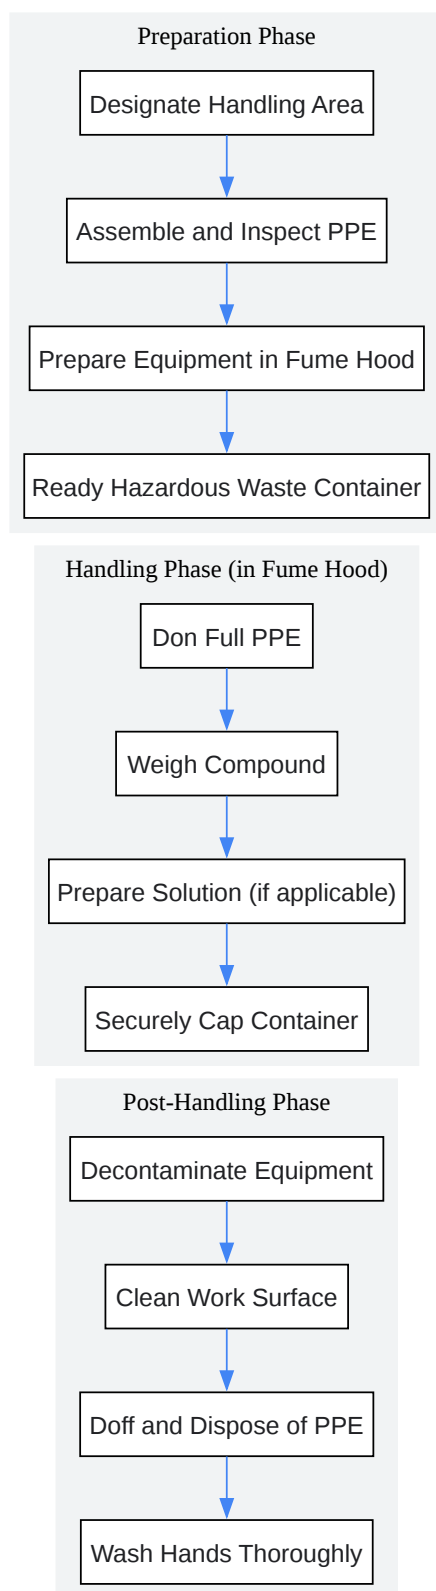 Preparation Phase
Designate Handling Area
Assemble and Inspect PPE
Prepare Equipment in Fume Hood
Ready Hazardous Waste Container
Handling Phase (in Fume Hood)
Don Full PPE
Weigh Compound
Prepare Solution (if applicable)
Securely Cap Container
Post-Handling Phase
Decontaminate Equipment
Clean Work Surface
Doff and Dispose of PPE
Wash Hands Thoroughly